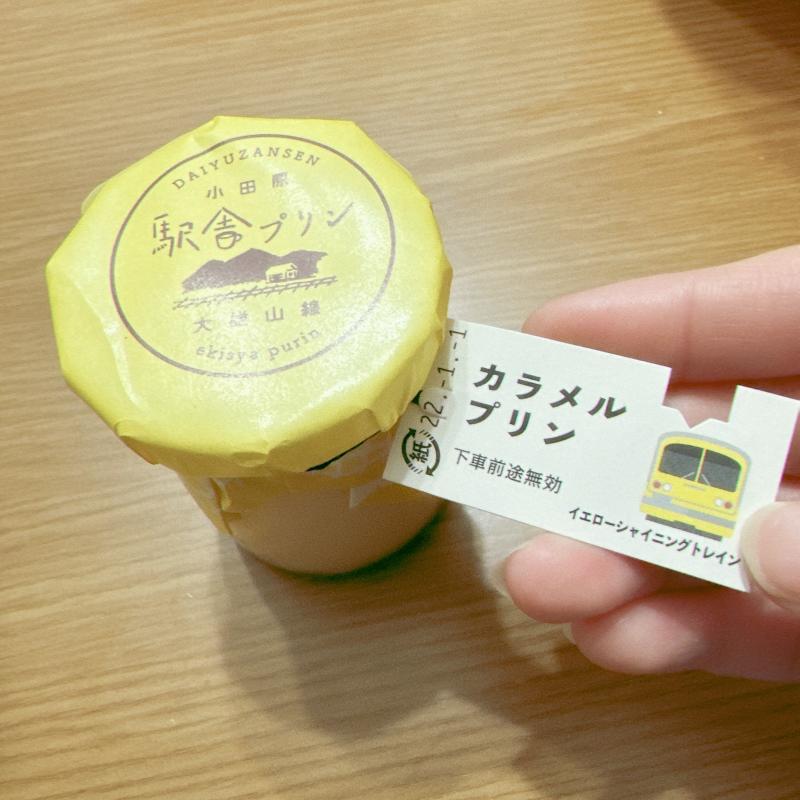 DAIYUZANSEN
小田原
駅舎プリン
大雄山線
ekisya purin
22.-1.-1
紙
カラメル
プリン
下車前途無効
イエローシャイニングトレイン